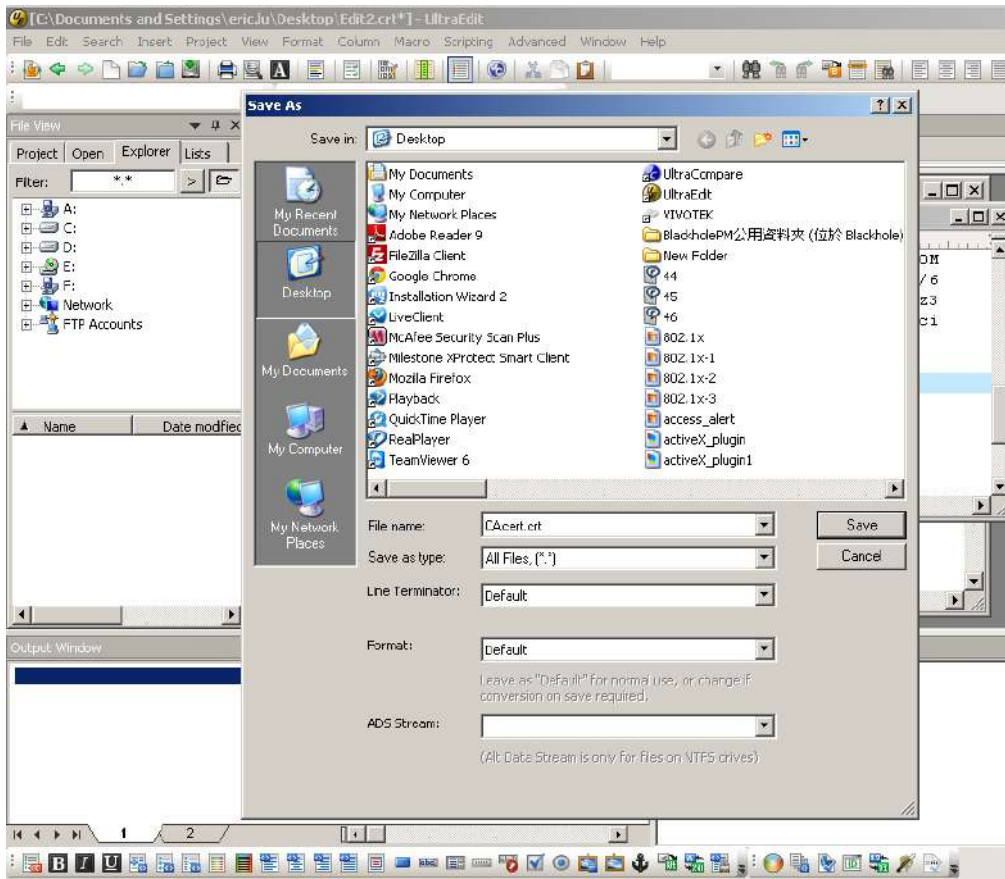 [C:\Documents and Settings\eric.lu\Desktop\Edit2.crt*] - UltraEdit
File Edit Search Insert Project View Format Column Macro Scripting Advanced Window Help
File View
Project Open Explorer Lists
Filter: *.* >
A:
C:
D:
E:
F:
Network
FTP Accounts
Name Date modified
Output Window
1 2
Save As
Save in: Desktop
My Recent Documents
Desktop
My Documents
My Computer
My Network Places
My Documents
My Computer
My Network Places
Adobe Reader 9
FileZilla Client
Google Chrome
Installation Wizard 2
LiveClient
McAfee Security Scan Plus
Milestone XProtect Smart Client
Mozilla Firefox
Playback
QuickTime Player
RealPlayer
TeamViewer 6
UltraCompare
UltraEdit
VIVOTEK
BlackholePM公用資料夾 (位於 Blackhole)
New Folder
44
45
46
802.1x
802.1x-1
802.1x-2
802.1x-3
access_alert
activeX_plugin
activeX_plugin1
File name: CAcert.crt Save
Save as type: All Files, (*.*) Cancel
Line Terminator: Default
Format: Default
Leave as "Default" for normal use, or change if
conversion on save required.
ADS Stream:
(Alt Data Stream is only for files on NTFS drives)
OM
/6
z3
ci
B I U